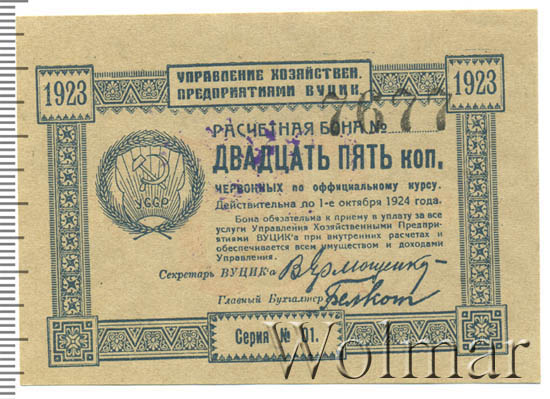 УПРАВЛЕНИЕ ХОЗЯЙСТВЕН.
ПРЕДПРИЯТИЯМИ ВУЦИК.
1923
1923
РАСЧЕТНАЯ БОНА № 7677
ДВАДЦАТЬ ПЯТЬ КОП.
ЧЕРВОННЫХ по оффициальному курсу.
Действительна до 1-е октября 1924 года.
УССР
Бона обязательна к приему в уплату за все
услуги Управления Хозяйственными Предпри-
ятиями ВУЦИК'а при внутренних расчетах и
обеспечивается всем имуществом и доходами
Управления.
Секретарь ВУЦИК'а
Главный Бухгалтер
Серия № 01.
Wolmar